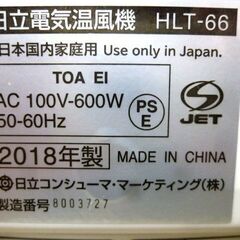 日立電気温風機 HLT-66
日本国内家庭用 Use only in Japan.
TOA EI
AC 100V-600W
50-60Hz
PS
E
JET
2018年製 MADE IN CHINA
日立コンシューマ・マーケティング(株)
製造番号 8003727